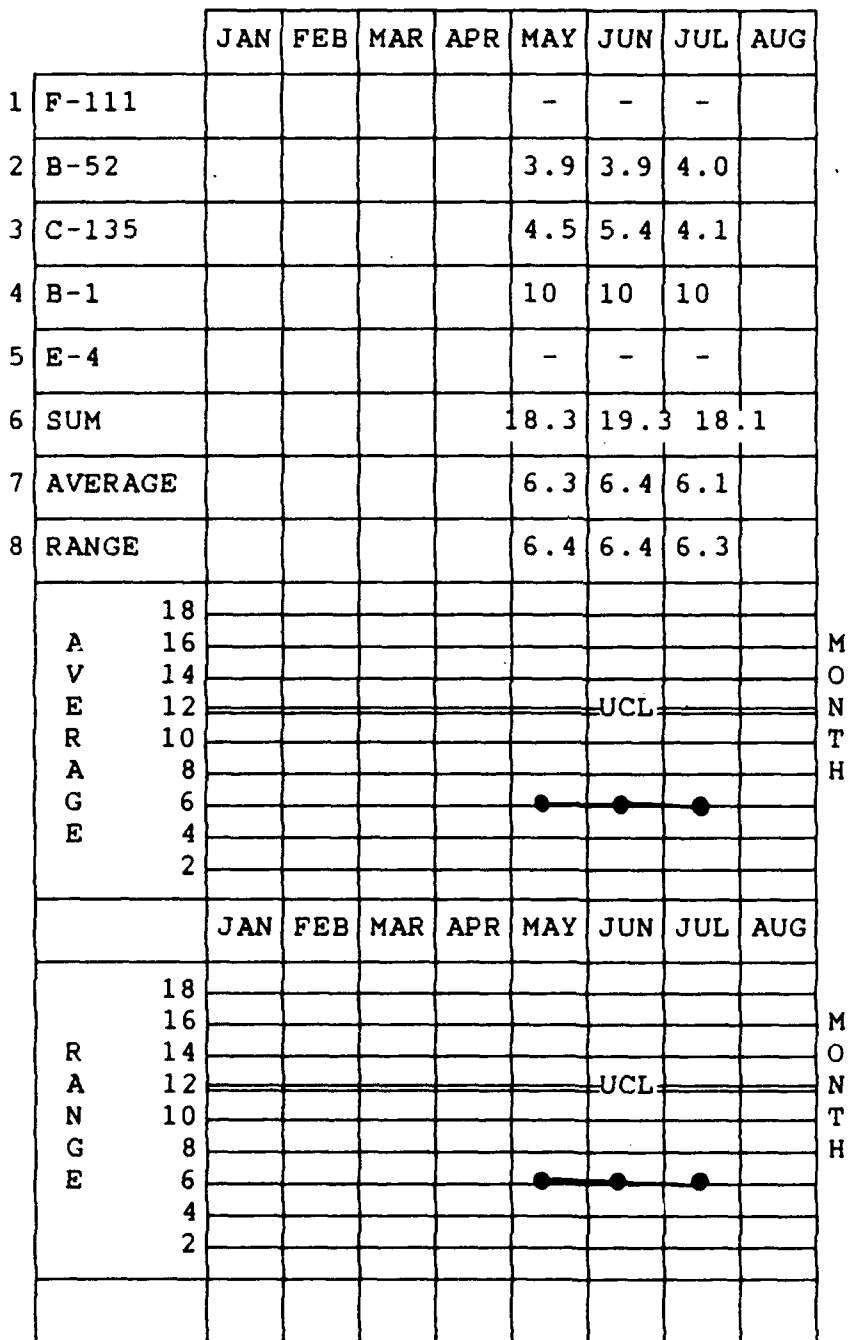 JAN FEB MAR APR MAY JUN JUL AUG
1 F-111 - - -
2 B-52 3.9 3.9 4.0
3 C-135 4.5 5.4 4.1
4 B-1 10 10 10
5 E-4 - - -
6 SUM 18.3 19.3 18.1
7 AVERAGE 6.3 6.4 6.1
8 RANGE 6.4 6.4 6.3
AVERAGE
18
16
14
12 UCL
10
8
6
4
2
MONTH
JAN FEB MAR APR MAY JUN JUL AUG
RANGE
18
16
14
12 UCL
10
8
6
4
2
MONTH